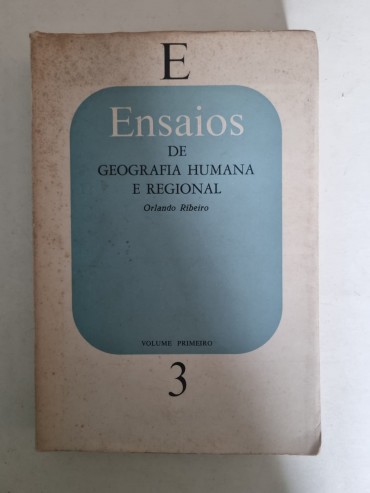 E
Ensaios
DE
GEOGRAFIA HUMANA
E REGIONAL
Orlando Ribeiro
VOLUME PRIMEIRO
3